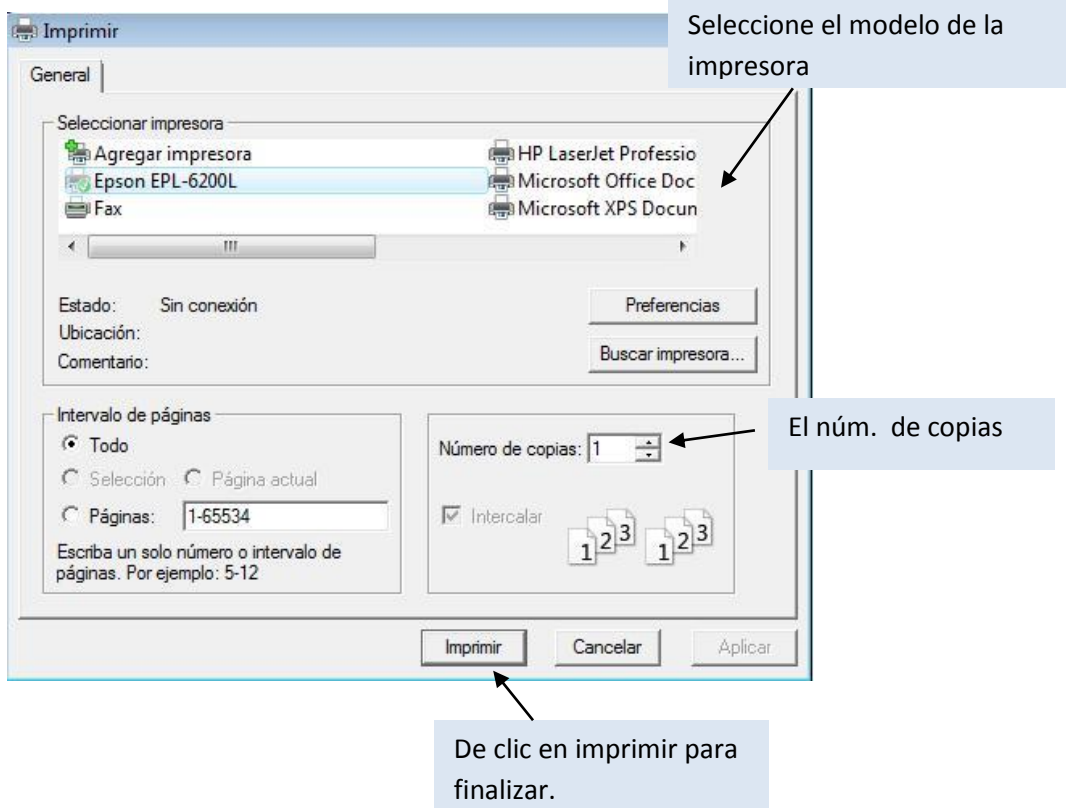 Imprimir
Seleccione el modelo de la
impresora
General
Seleccionar impresora
Agregar impresora
Epson EPL-6200L
Fax
HP LaserJet Professio
Microsoft Office Doc
Microsoft XPS Docun
Estado: Sin conexión
Ubicación:
Comentario:
Preferencias
Buscar impresora...
Intervalo de páginas
Todo
Selección Página actual
Páginas: 1-65534
Escriba un solo número o intervalo de
páginas. Por ejemplo: 5-12
Número de copias: 1
Intercalar
1 2 3 1 2 3
El núm. de copias
Imprimir Cancelar Aplicar
De clic en imprimir para
finalizar.